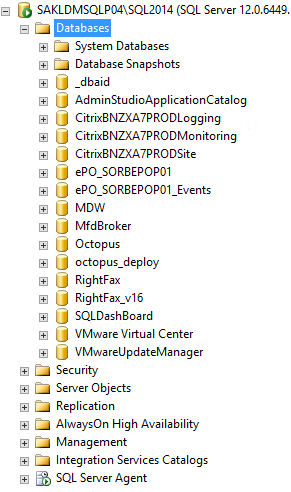 SAKLDMSQLP04\SQL2014 (SQL Server 12.0.6449.
Databases
System Databases
Database Snapshots
_dbaid
AdminStudioApplicationCatalog
CitrixBNZXA7PRODLogging
CitrixBNZXA7PRODMonitoring
CitrixBNZXA7PRODSite
ePO_SORBEPOP01
ePO_SORBEPOP01_Events
MDW
MfdBroker
Octopus
octopus_deploy
RightFax
RightFax_v16
SQLDashBoard
VMware Virtual Center
VMwareUpdateManager
Security
Server Objects
Replication
AlwaysOn High Availability
Management
Integration Services Catalogs
SQL Server Agent